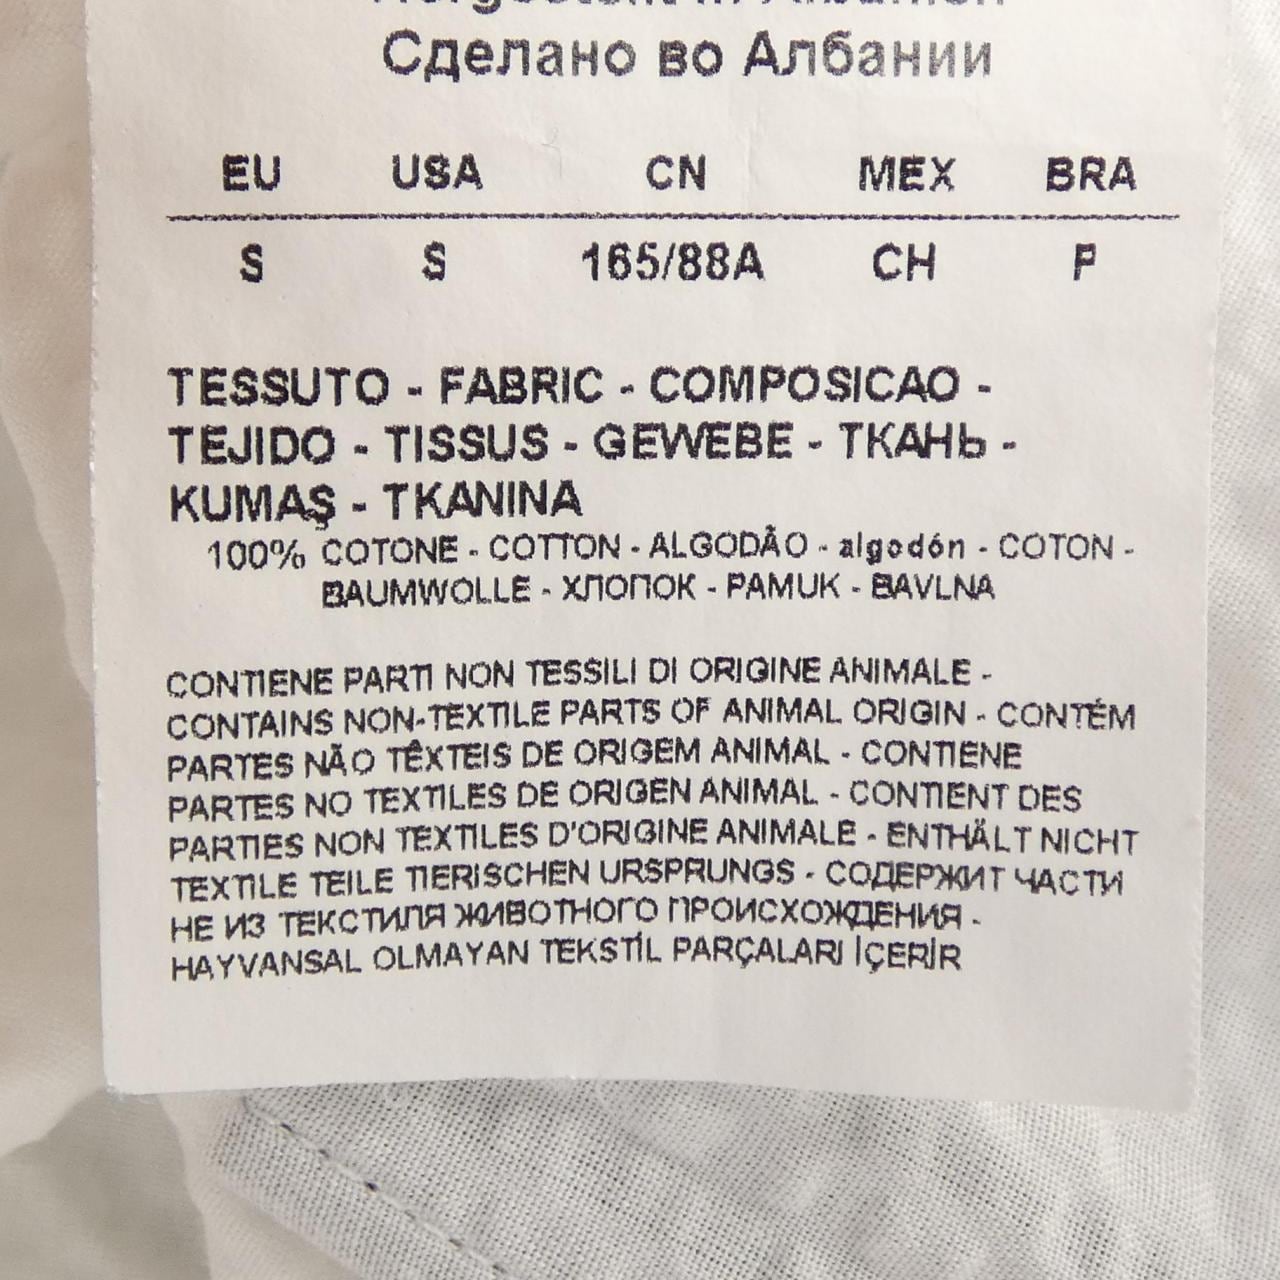 Hergestellt in Albanien
Сделано во Албании
EU USA CN MEX BRA
S S 165/88A CH P
TESSUTO - FABRIC - COMPOSICAO -
TEJIDO - TISSUS - GEWEBE - ТКАНЬ -
KUMAŞ - TKANINA
100% COTONE - COTTON - ALGODÃO - algodón - COTON -
BAUMWOLLE - ХЛОПОК - PAMUK - BAVLNA
CONTIENE PARTI NON TESSILI DI ORIGINE ANIMALE -
CONTAINS NON-TEXTILE PARTS OF ANIMAL ORIGIN - CONTÉM
PARTES NÃO TÊXTEIS DE ORIGEM ANIMAL - CONTIENE
PARTES NO TEXTILES DE ORIGEN ANIMAL - CONTIENT DES
PARTIES NON TEXTILES D'ORIGINE ANIMALE - ENTHÄLT NICHT
TEXTILE TEILE TIERISCHEN URSPRUNGS - СОДЕРЖИТ ЧАСТИ
НЕ ИЗ ТЕКСТИЛЯ ЖИВОТНОГО ПРОИСХОЖДЕНИЯ -
HAYVANSAL OLMAYAN TEKSTİL PARÇALARI İÇERİR